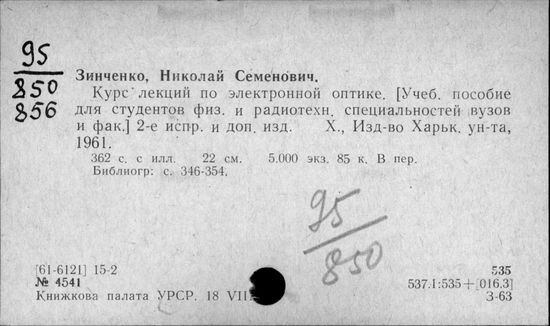 95
850
856
Зинченко, Николай Семенович.
Курс лекций по электронной оптике. [Учеб. пособие
для студентов физ. и радиотехн. специальностей вузов
и фак.] 2-е испр. и доп. изд. Х., Изд-во Харьк. ун-та,
1961.
362 с. с илл. 22 см. 5.000 экз. 85 к. В пер.
Библиогр: с. 346-354.
95
850
[61-6121] 15-2
№ 4541
Книжкова палата УРСР. 18 VIII
535
537.1:535+[016.3]
З-63